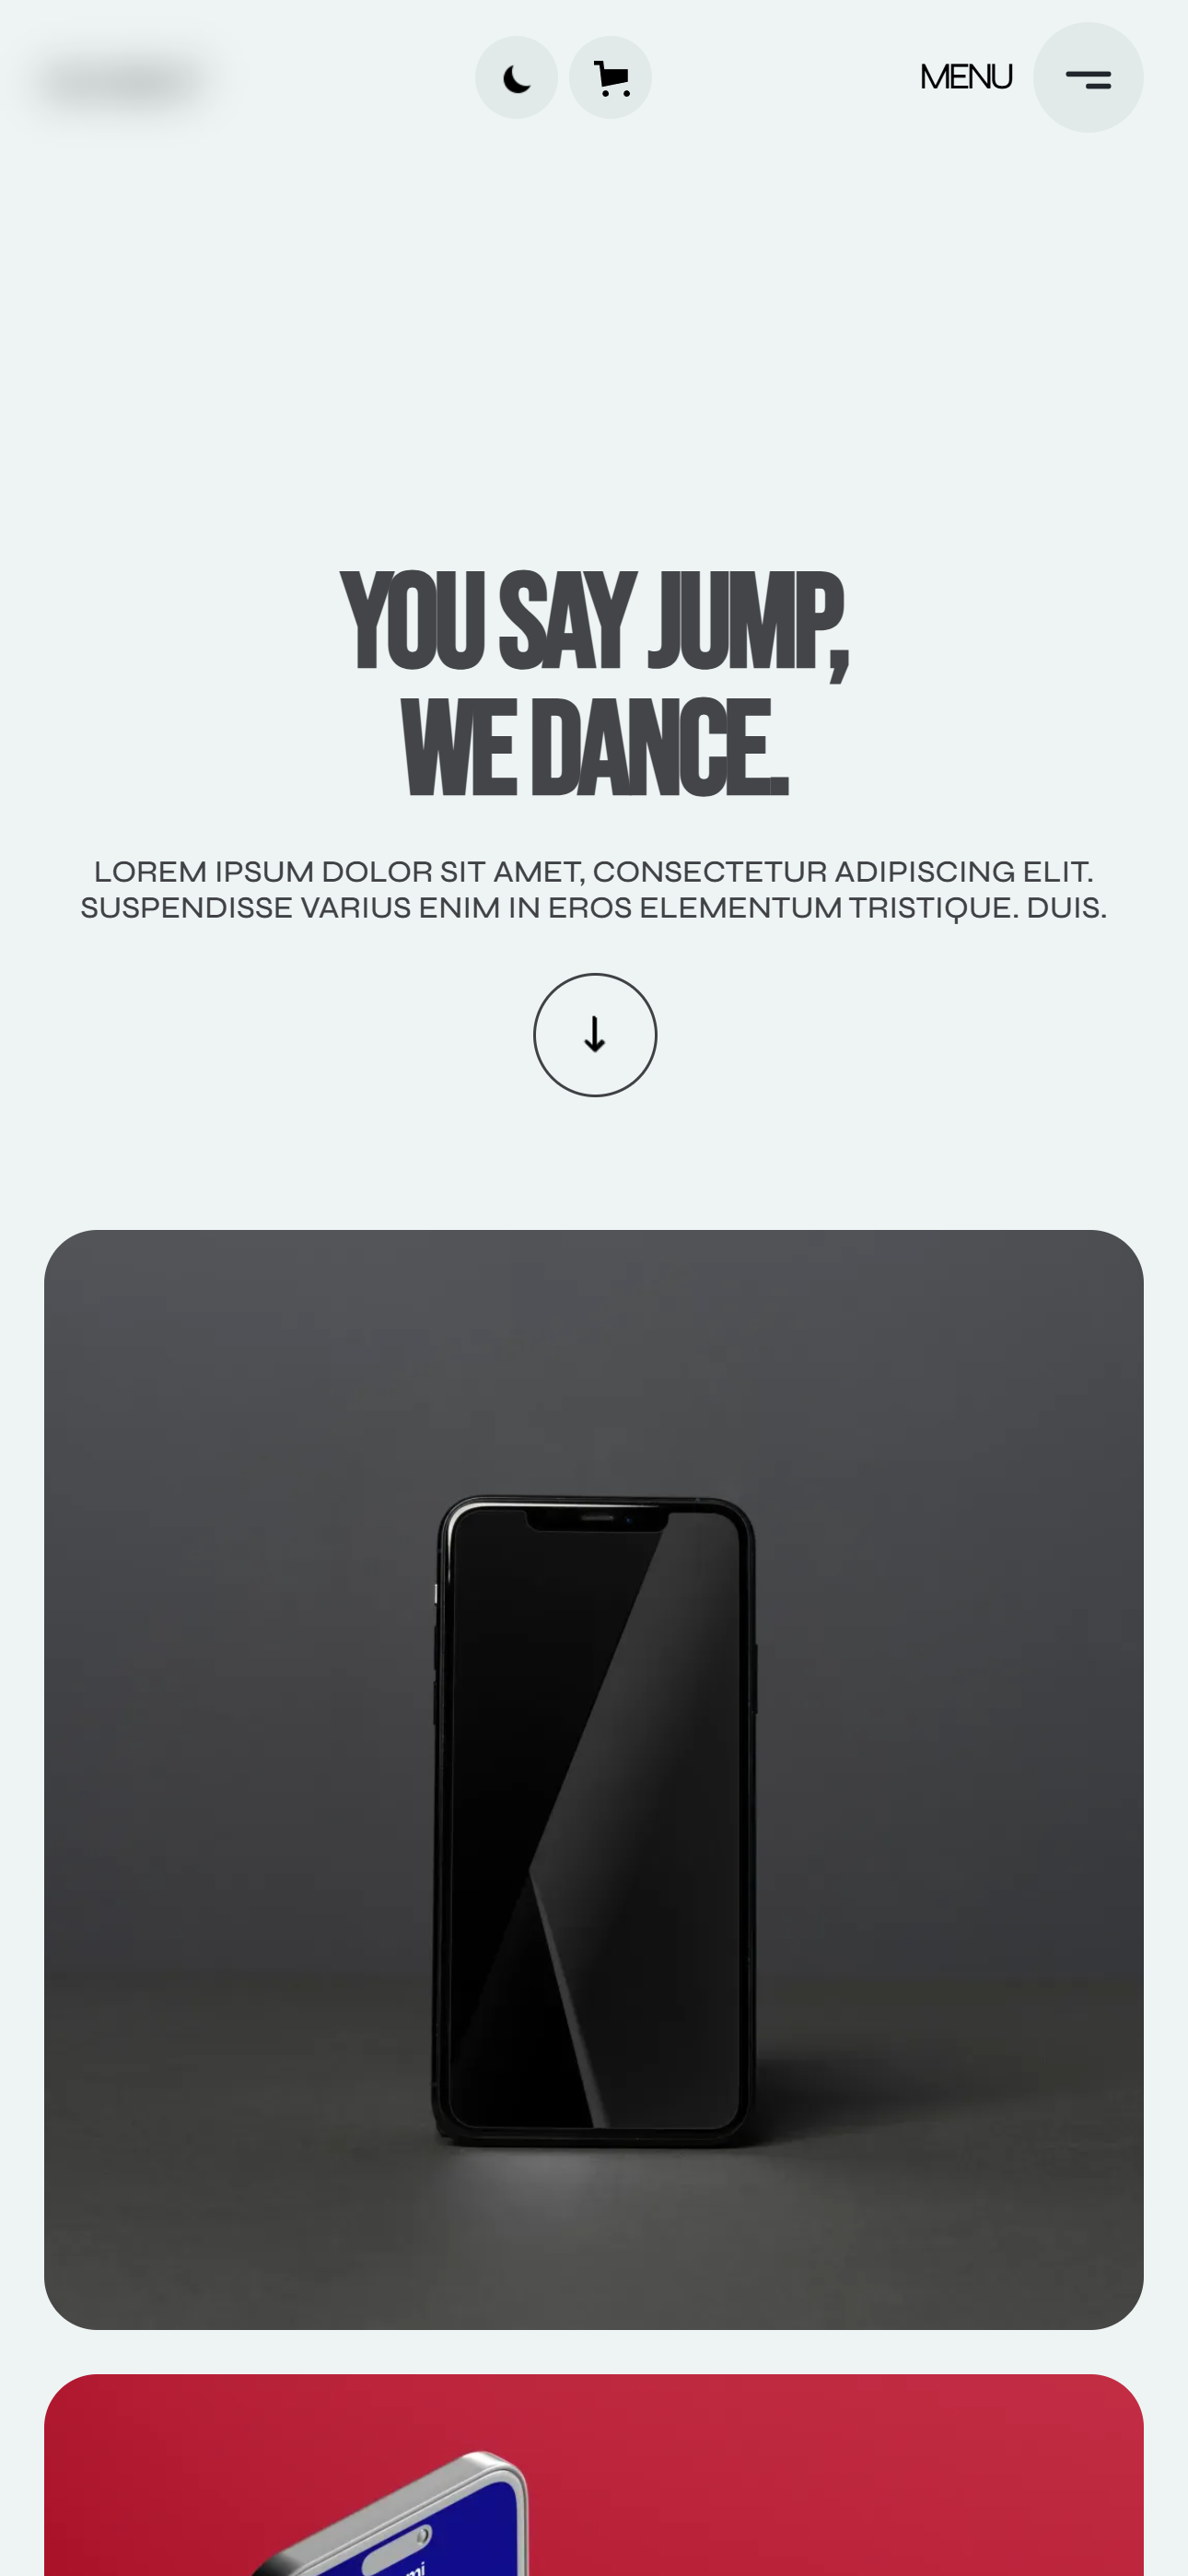 MENU
YOU SAY JUMP,
WE DANCE.
LOREM IPSUM DOLOR SIT AMET, CONSECTETUR ADIPISCING ELIT.
SUSPENDISSE VARIUS ENIM IN EROS ELEMENTUM TRISTIQUE. DUIS.